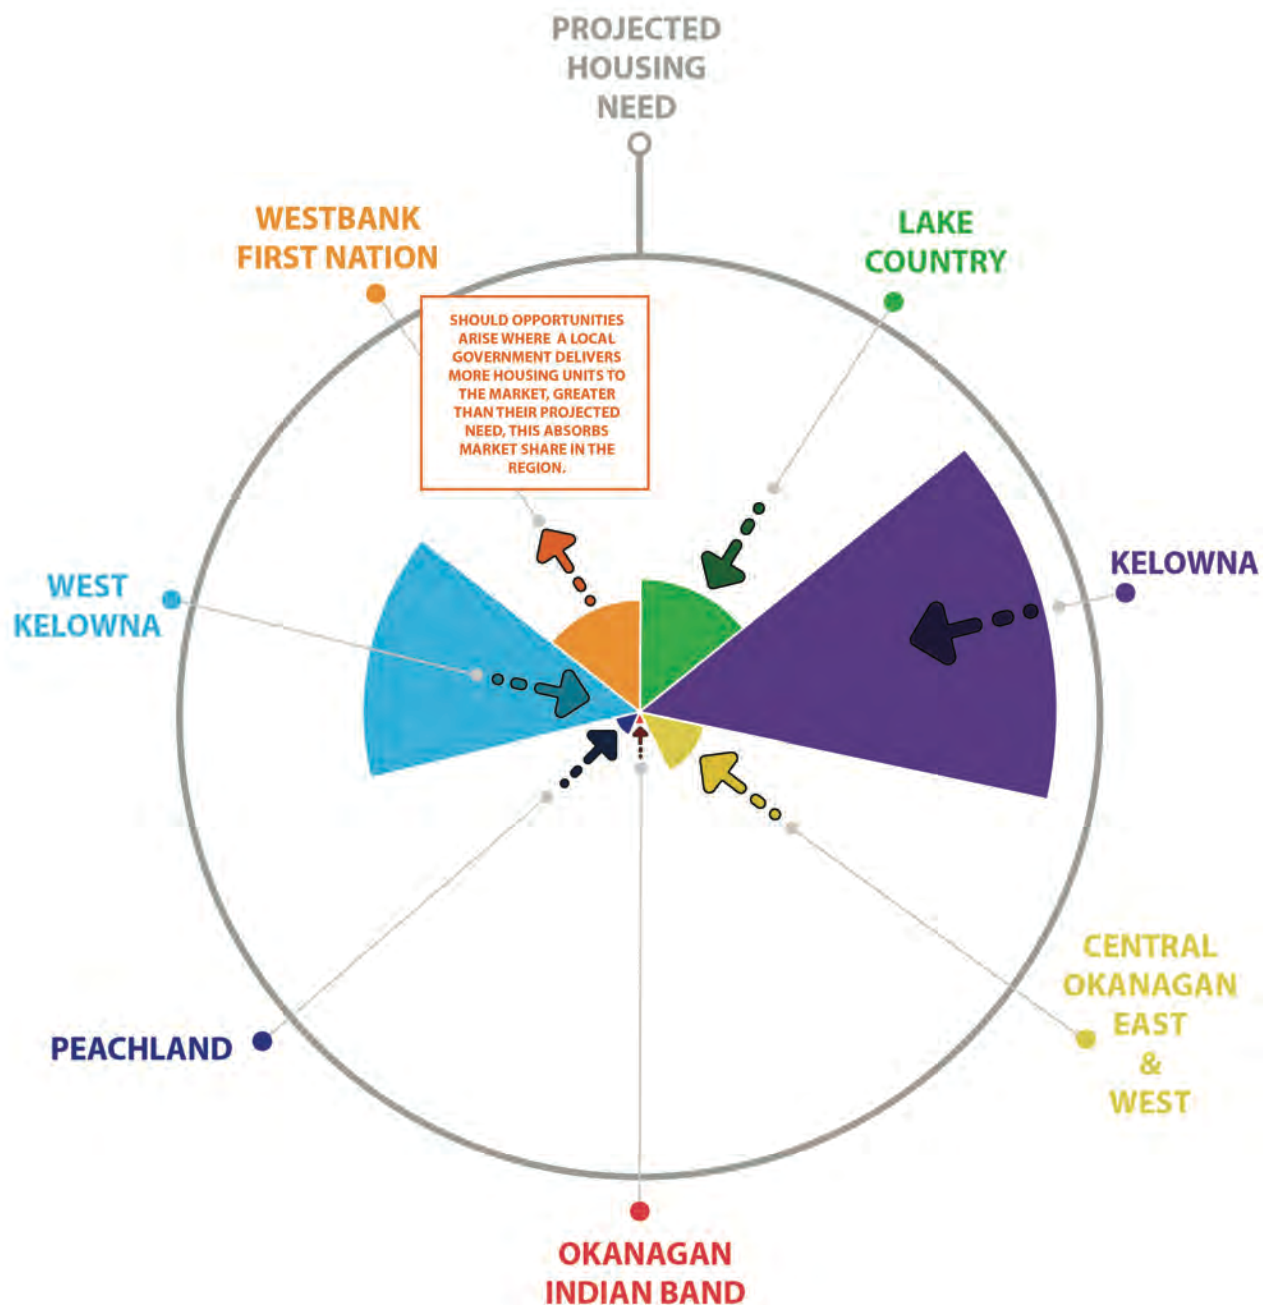 PROJECTED
HOUSING
NEED
WESTBANK
FIRST NATION
LAKE
COUNTRY
SHOULD OPPORTUNITIES
ARISE WHERE A LOCAL
GOVERNMENT DELIVERS
MORE HOUSING UNITS TO
THE MARKET, GREATER
THAN THEIR PROJECTED
NEED, THIS ABSORBS
MARKET SHARE IN THE
REGION.
KELOWNA
WEST
KELOWNA
CENTRAL
OKANAGAN
EAST
&
WEST
PEACHLAND
OKANAGAN
INDIAN BAND